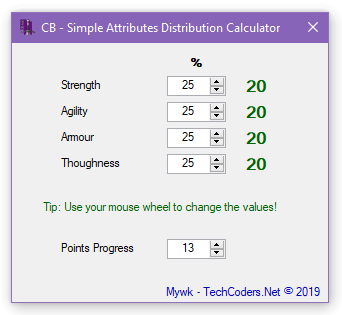 CB - Simple Attributes Distribution Calculator
%
Strength 25 20
Agility 25 20
Armour 25 20
Thoughness 25 20
Tip: Use your mouse wheel to change the values!
Points Progress 13
Mywk - TechCoders.Net © 2019